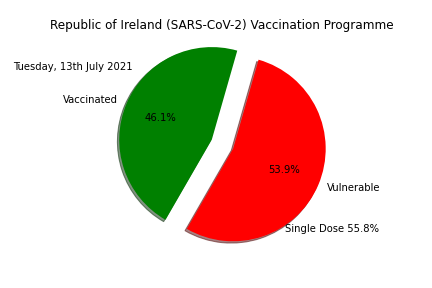 Republic of Ireland (SARS-CoV-2) Vaccination Programme
Tuesday, 13th July 2021
Vaccinated
46.1%
53.9%
Vulnerable
Single Dose 55.8%